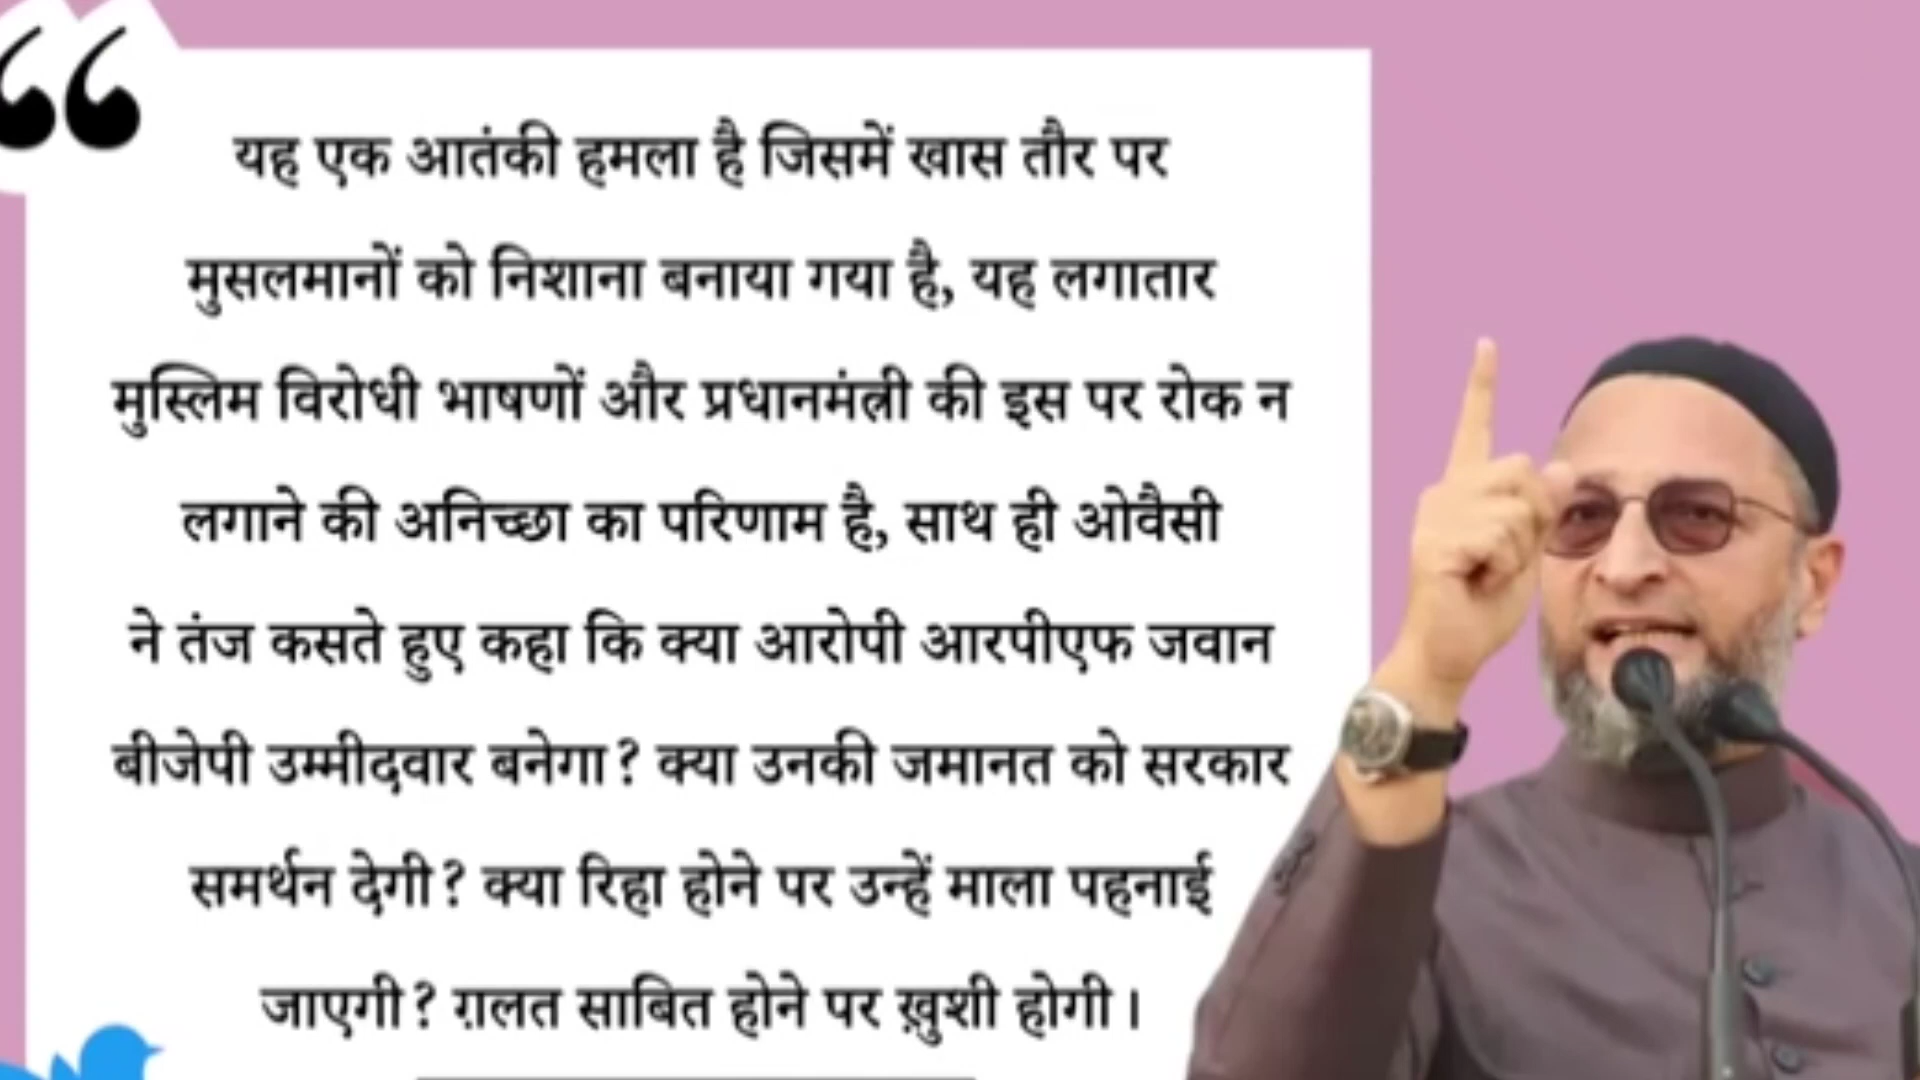 यह एक आतंकी हमला है जिसमें खास तौर पर
मुसलमानों को निशाना बनाया गया है, यह लगातार
मुस्लिम विरोधी भाषणों और प्रधानमंत्री की इस पर रोक न
लगाने की अनिच्छा का परिणाम है, साथ ही ओवैसी
ने तंज कसते हुए कहा कि क्या आरोपी आरपीएफ जवान
बीजेपी उम्मीदवार बनेगा? क्या उनकी जमानत को सरकार
समर्थन देगी? क्या रिहा होने पर उन्हें माला पहनाई
जाएगी? ग़लत साबित होने पर ख़ुशी होगी।